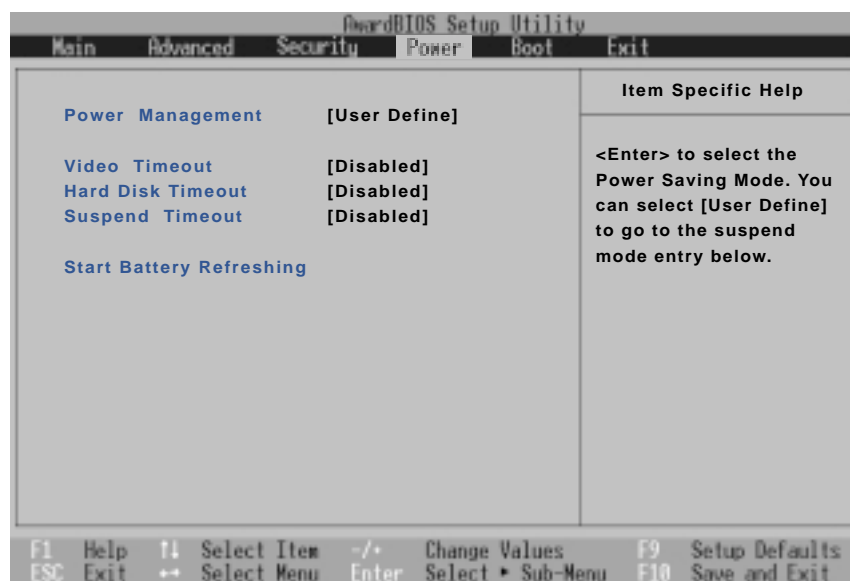 AwardBIOS Setup Utility
Main Advanced Security Power Boot Exit
Item Specific Help
Power Management [User Define]
Video Timeout [Disabled]
Hard Disk Timeout [Disabled]
Suspend Timeout [Disabled]
Start Battery Refreshing
<Enter> to select the
Power Saving Mode. You
can select [User Define]
to go to the suspend
mode entry below.
F1 Help ↑↓ Select Item -/+ Change Values F9 Setup Defaults
ESC Exit ←→ Select Menu Enter Select ▸ Sub-Menu F10 Save and Exit